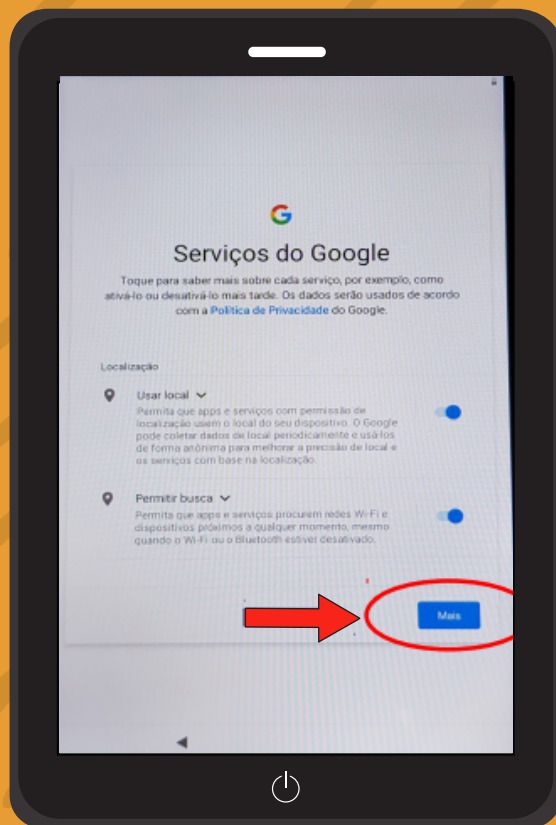 Serviços do Google
Toque para saber mais sobre cada serviço, por exemplo, como
ativá-lo ou desativá-lo mais tarde. Os dados serão usados de acordo
com a Política de Privacidade do Google.
Localização
Usar local
Permita que apps e serviços com permissão de
localização usem o local do seu dispositivo. O Google
pode coletar dados de local periodicamente e usá-los
de forma anônima para melhorar a precisão de local e
os serviços com base na localização.
Permitir busca
Permita que apps e serviços procurem redes Wi-Fi e
dispositivos próximos a qualquer momento, mesmo
quando o Wi-Fi ou o Bluetooth estiver desativado.
Mais